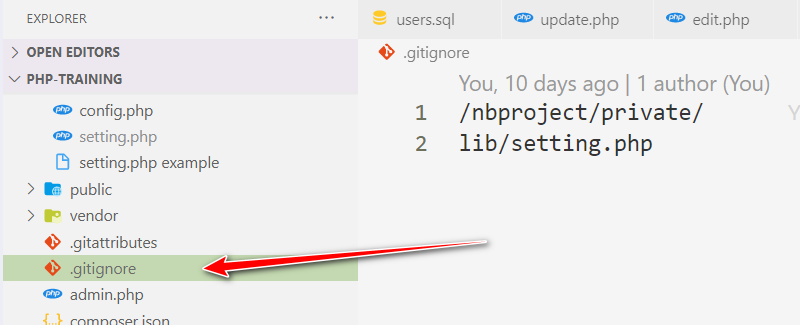 EXPLORER
OPEN EDITORS
PHP-TRAINING
config.php
setting.php
setting.php example
public
vendor
.gitattributes
.gitignore
admin.php
composer.json
users.sql
update.php
edit.php
.gitignore
You, 10 days ago | 1 author (You)
1 /nbproject/private/
2 lib/setting.php